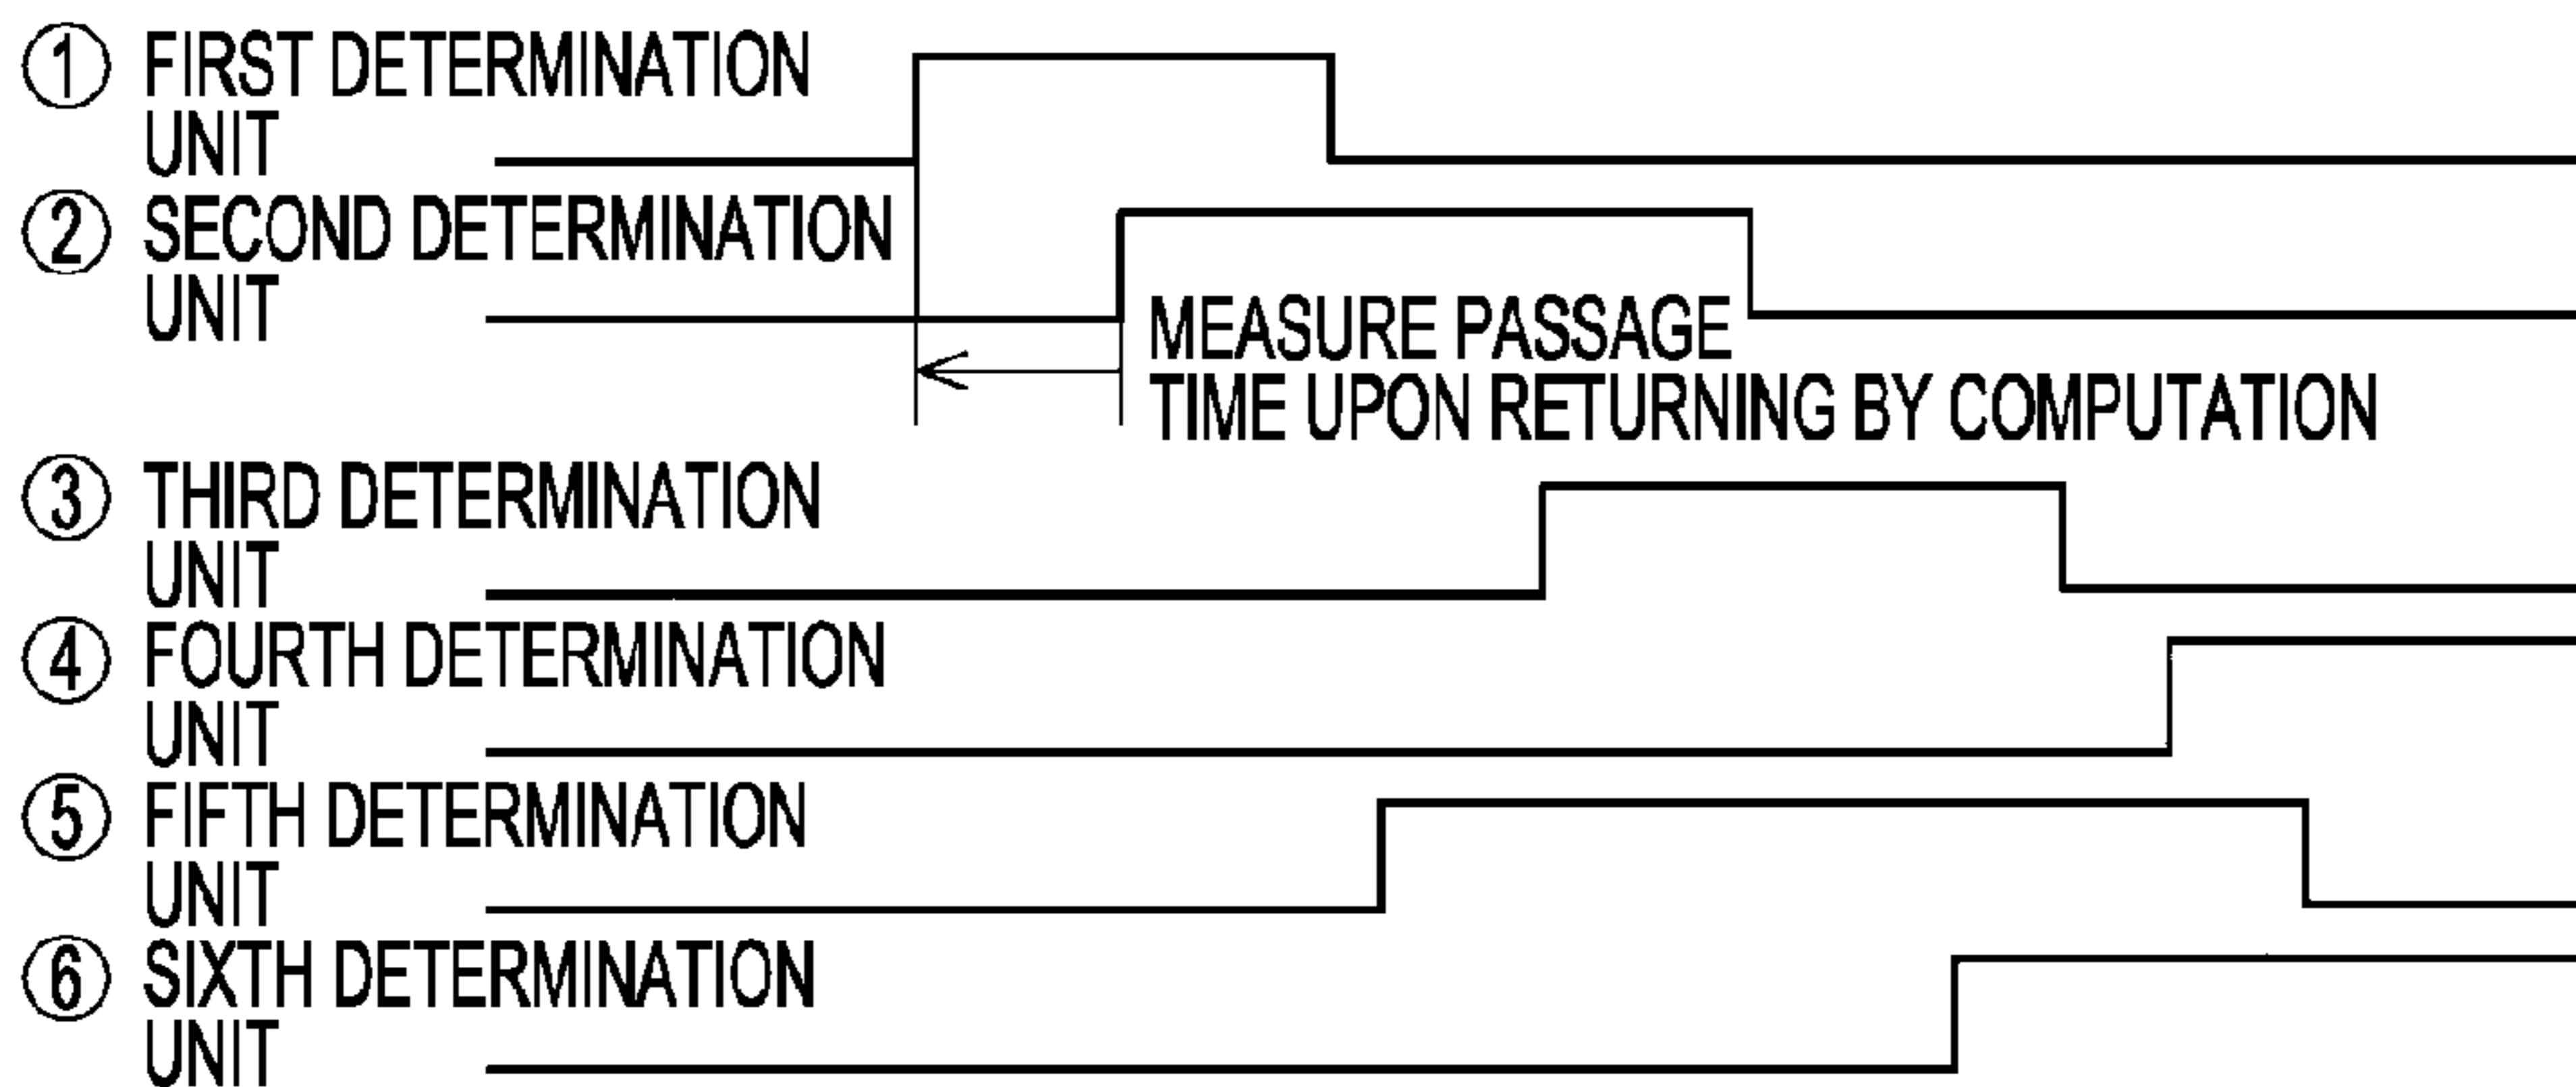 ① FIRST DETERMINATION
UNIT
② SECOND DETERMINATION
UNIT
MEASURE PASSAGE
TIME UPON RETURNING BY COMPUTATION
③ THIRD DETERMINATION
UNIT
④ FOURTH DETERMINATION
UNIT
⑤ FIFTH DETERMINATION
UNIT
⑥ SIXTH DETERMINATION
UNIT